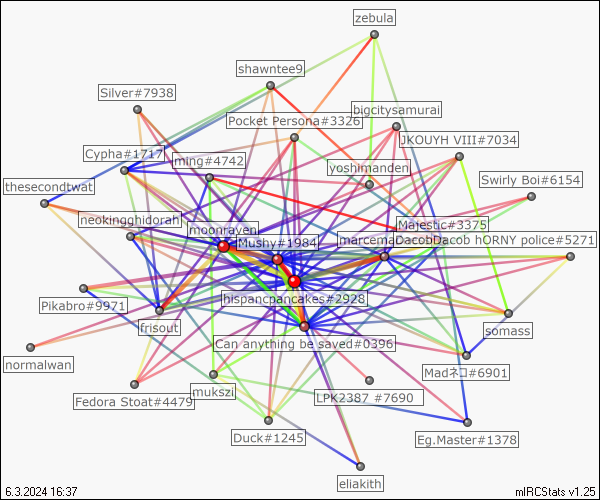 zebula
shawntee9
Silver#7938
bigcitysamurai
Pocket Persona#3326
JKOUYH VIII#7034
Cypha#1717
ming#4742
yoshimanden
Swirly Boi#6154
thesecondtwat
neokingghidorah
moonraven
Majestic#3375
Mushy#1984
DacobDacob hORNY police#5271
hispancpancakes#2928
Pikabro#9971
frisout
somass
Can anything be saved#0396
normalwan
Madネコ#6901
Fedora Stoat#4479
mukszi
LPK2387 #7690
Duck#1245
Eg.Master#1378
eliakith
6.3.2024 16:37
mIRCStats v1.25